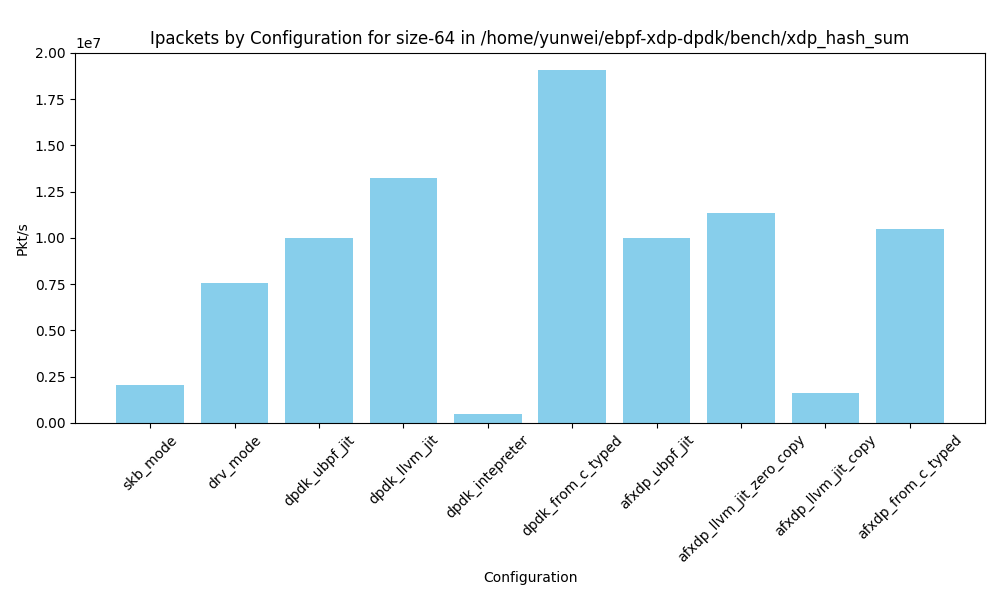 Ipackets by Configuration for size-64 in /home/yunwei/ebpf-xdp-dpdk/bench/xdp_hash_sum
1e7
2.00
1.75
1.50
1.25
1.00
0.75
0.50
0.25
0.00
Pkt/s
skb_mode
drv_mode
dpdk_ubpf_jit
dpdk_llvm_jit
dpdk_intepreter
dpdk_from_c_typed
afxdp_ubpf_jit
afxdp_llvm_jit_zero_copy
afxdp_llvm_jit_copy
afxdp_from_c_typed
Configuration